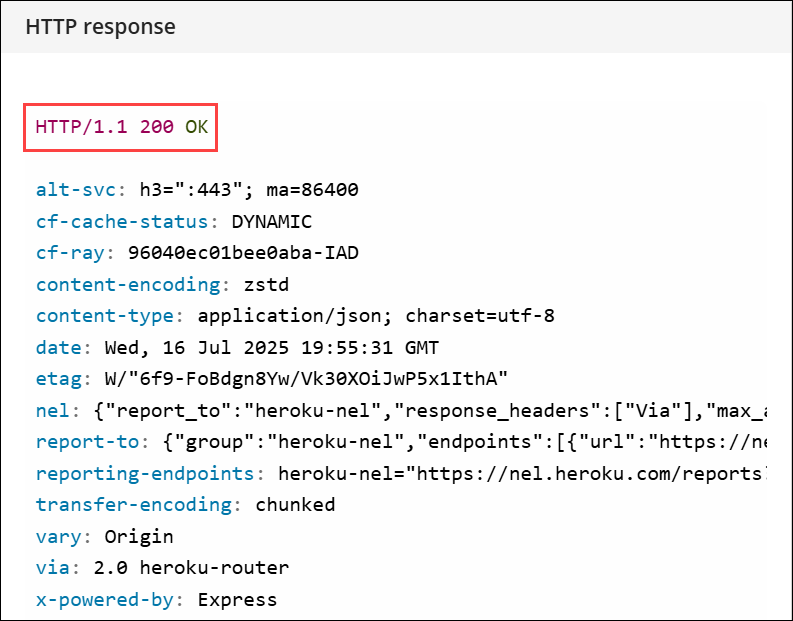 HTTP response
HTTP/1.1 200 OK
alt-svc: h3=":443"; ma=86400
cf-cache-status: DYNAMIC
cf-ray: 96040ec01bee0aba-IAD
content-encoding: zstd
content-type: application/json; charset=utf-8
date: Wed, 16 Jul 2025 19:55:31 GMT
etag: W/"6f9-FoBdgn8Yw/Vk30XOiJwP5x1IthA"
nel: {"report_to":"heroku-nel","response_headers":["Via"],"max_a
report-to: {"group":"heroku-nel","endpoints":[{"url":"https://ne
reporting-endpoints: heroku-nel="https://nel.heroku.com/reports?
transfer-encoding: chunked
vary: Origin
via: 2.0 heroku-router
x-powered-by: Express